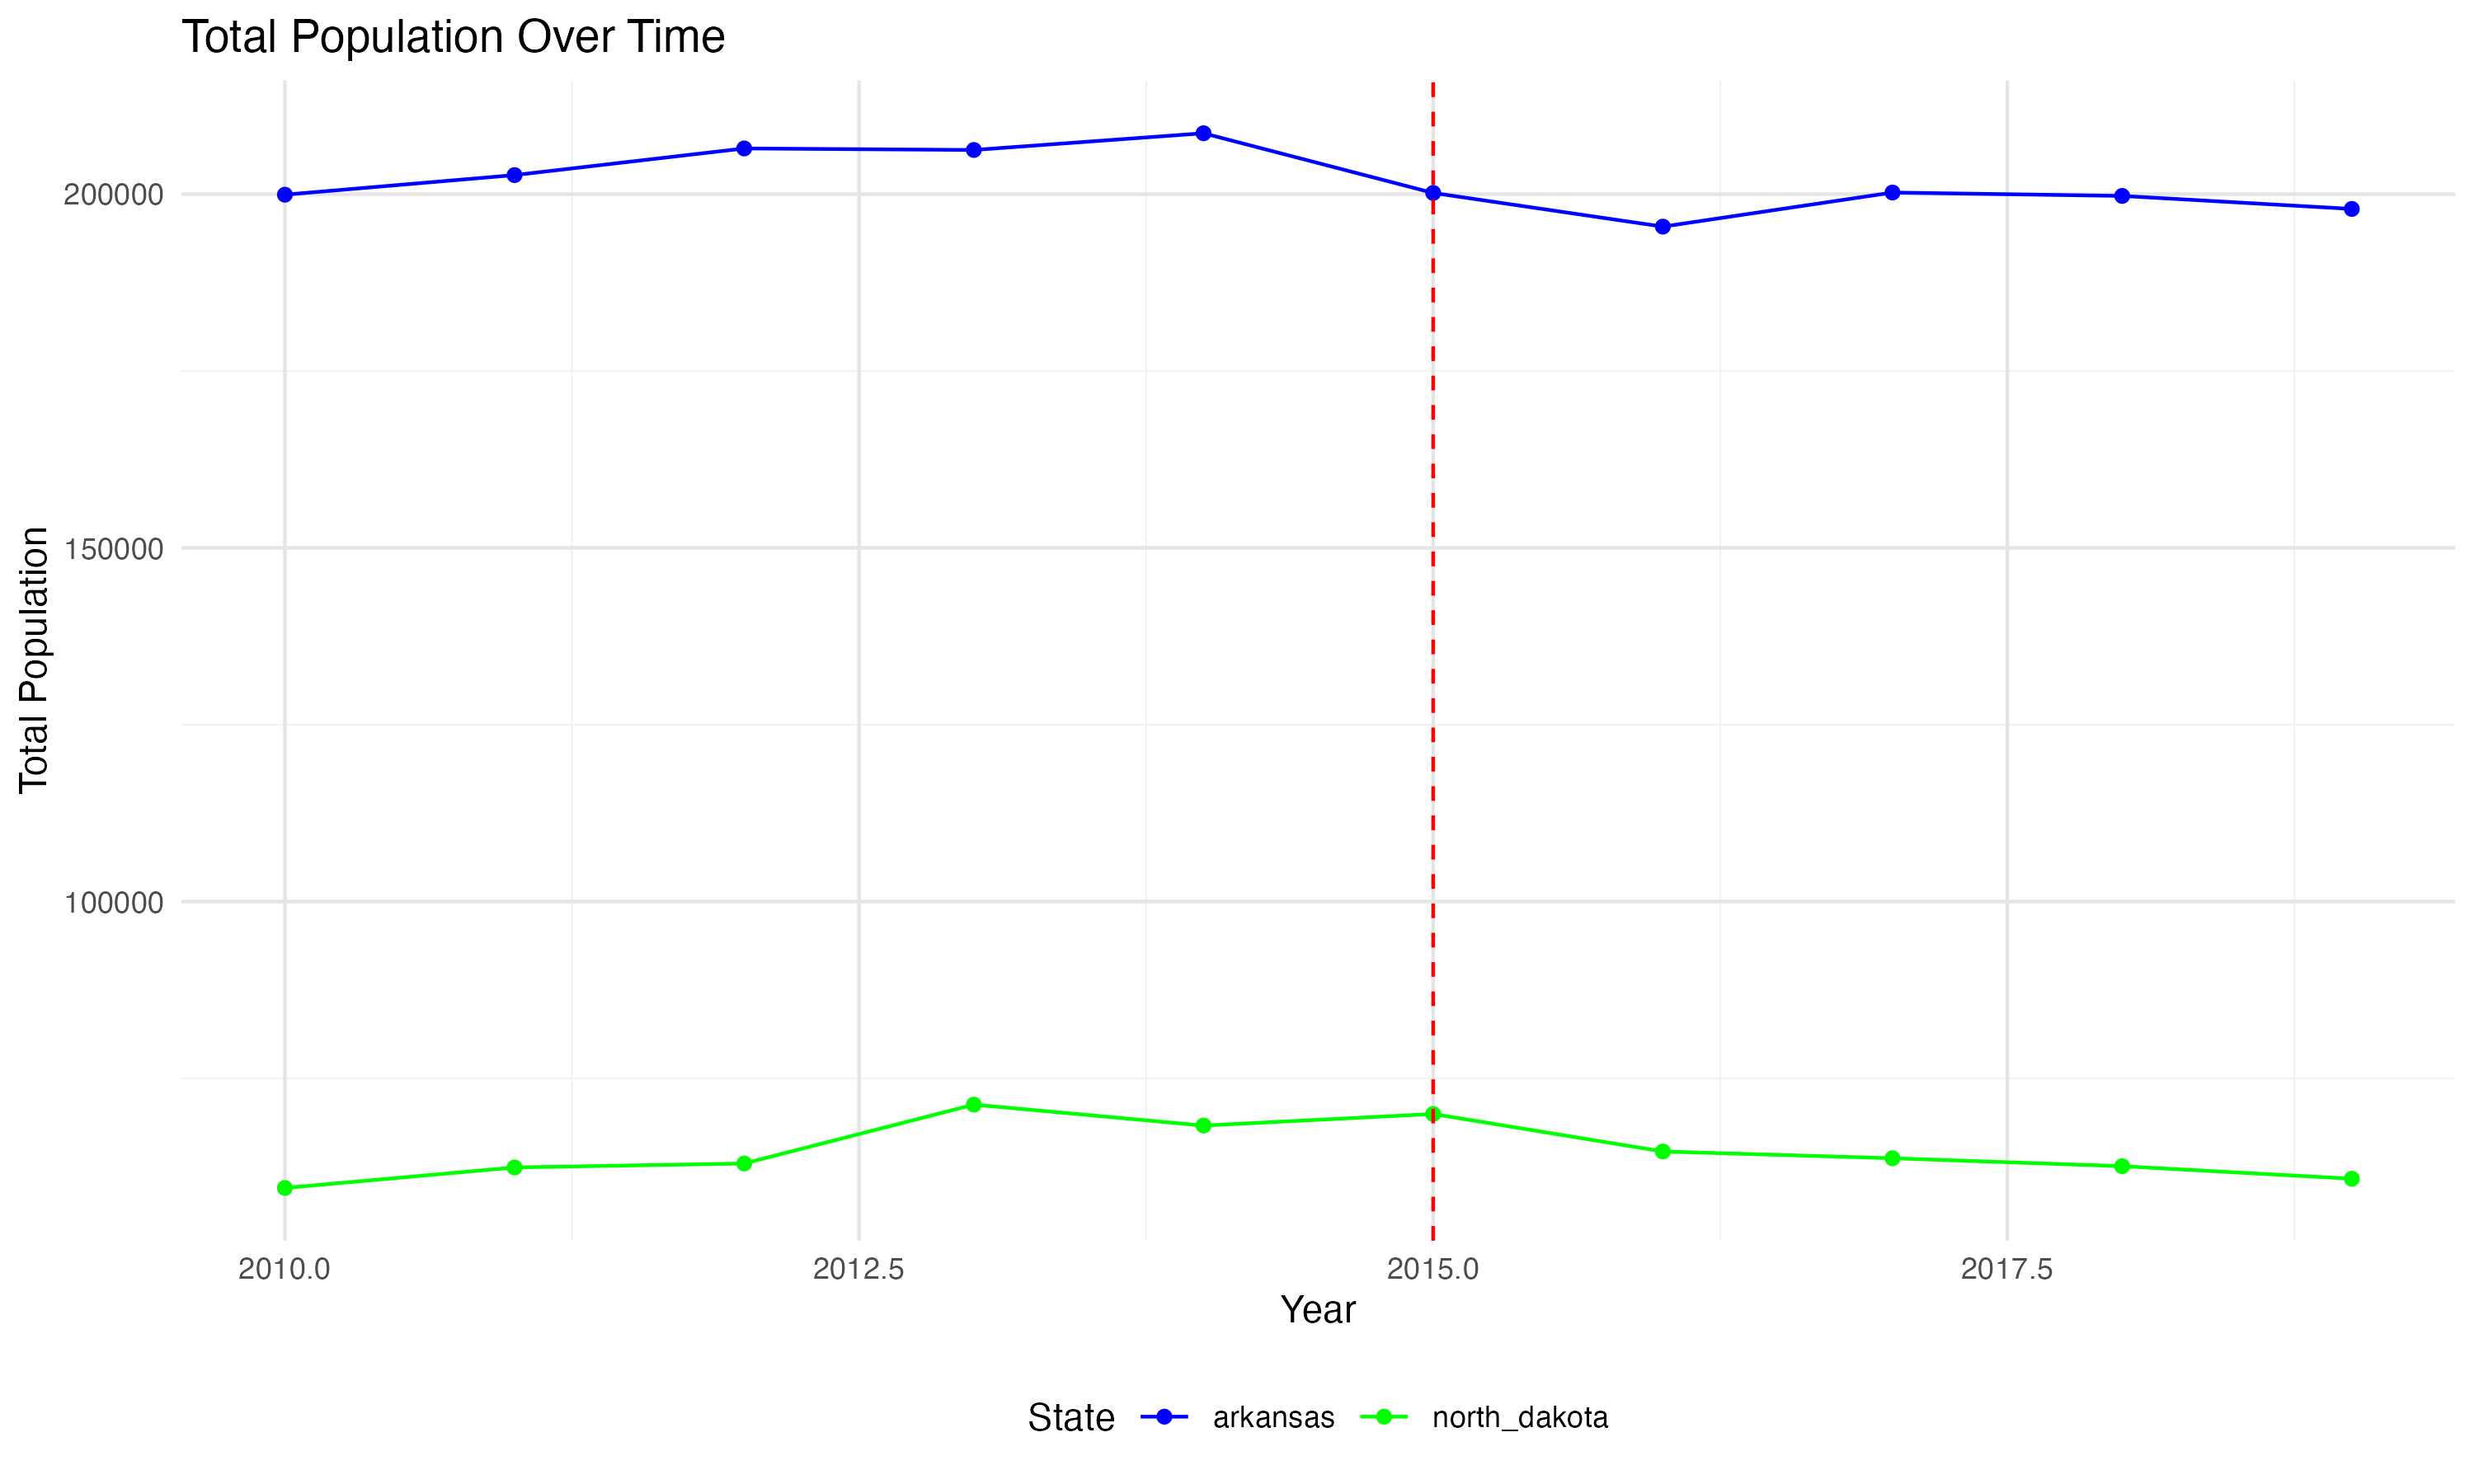 Total Population Over Time
Total Population
200000
150000
100000
2010.0
2012.5
2015.0
2017.5
Year
State
arkansas
north_dakota